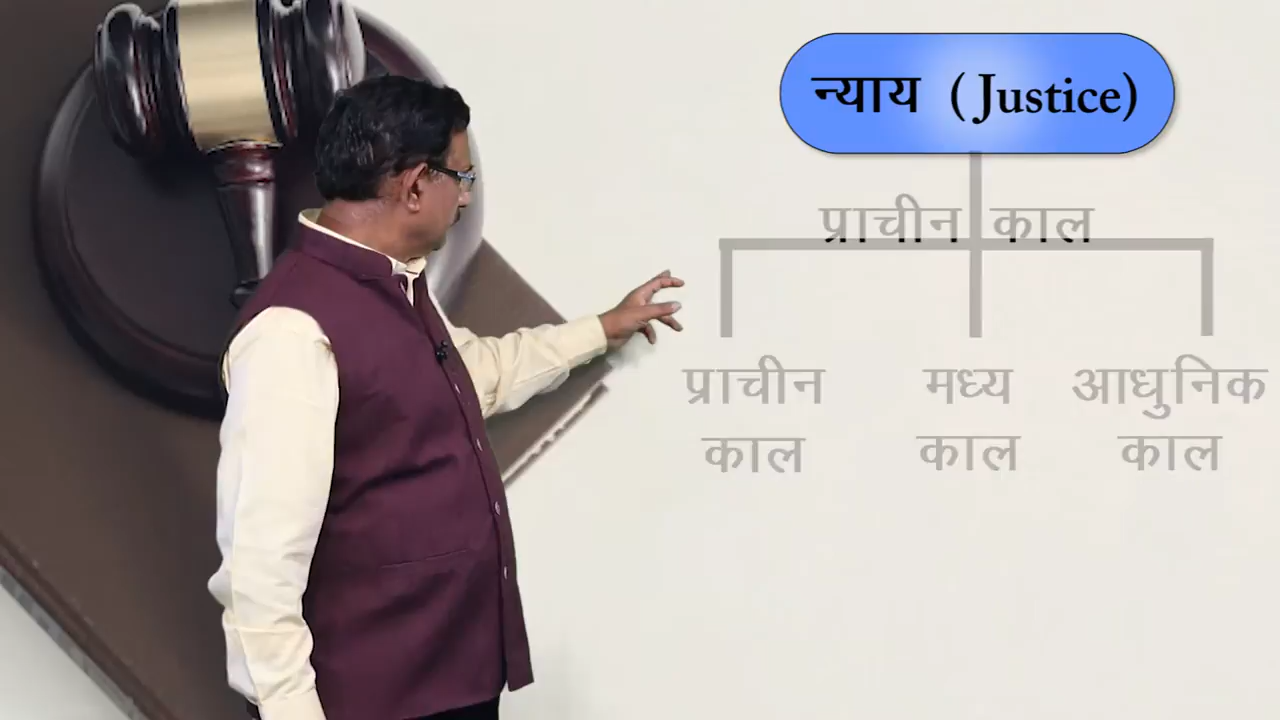 न्याय (Justice)
प्राचीन काल
प्राचीन काल
मध्य काल
आधुनिक काल